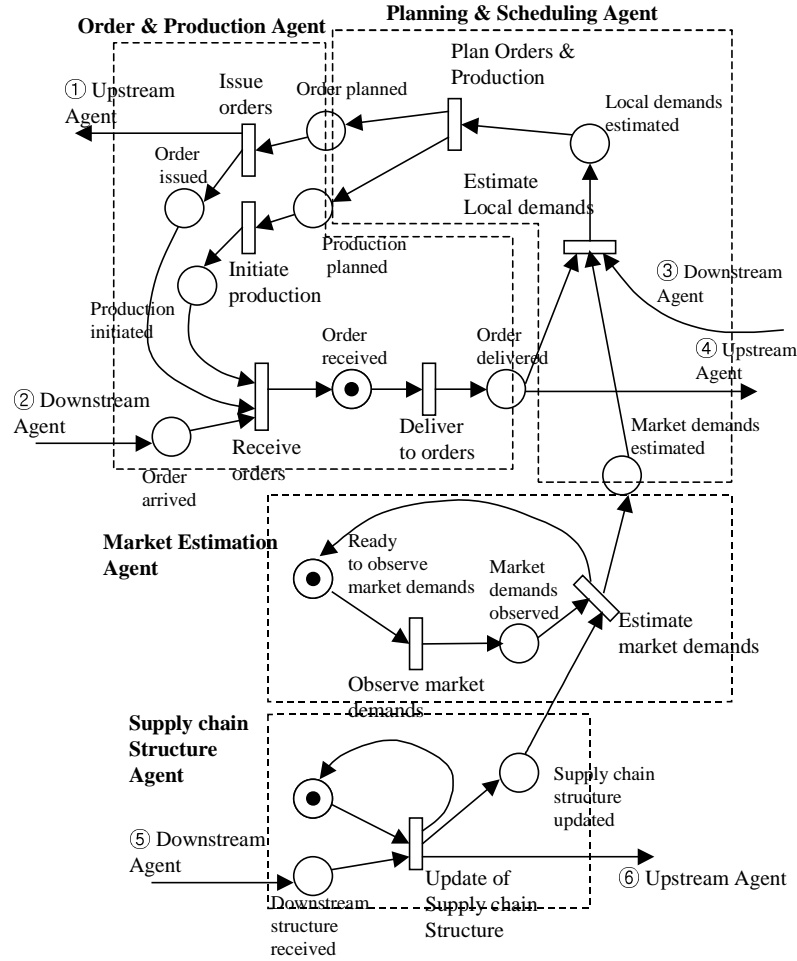 Order & Production Agent
Planning & Scheduling Agent
① Upstream
Agent
Issue
orders
Order planned
Plan Orders &
Production
Local demands
estimated
Order
issued
Estimate
Local demands
Production
planned
Initiate
production
③ Downstream
Agent
Production
initiated
Order
received
Order
delivered
④ Upstream
Agent
② Downstream
Agent
Receive
orders
Deliver
to orders
Market demands
estimated
Order
arrived
Market Estimation
Agent
Ready
to observe
market demands
Market
demands
observed
Estimate
market demands
Observe market
demands
Supply chain
Structure
Agent
Supply chain
structure
updated
⑤ Downstream
Agent
⑥ Upstream Agent
Update of
Supply chain
Structure
Downstream
structure
received